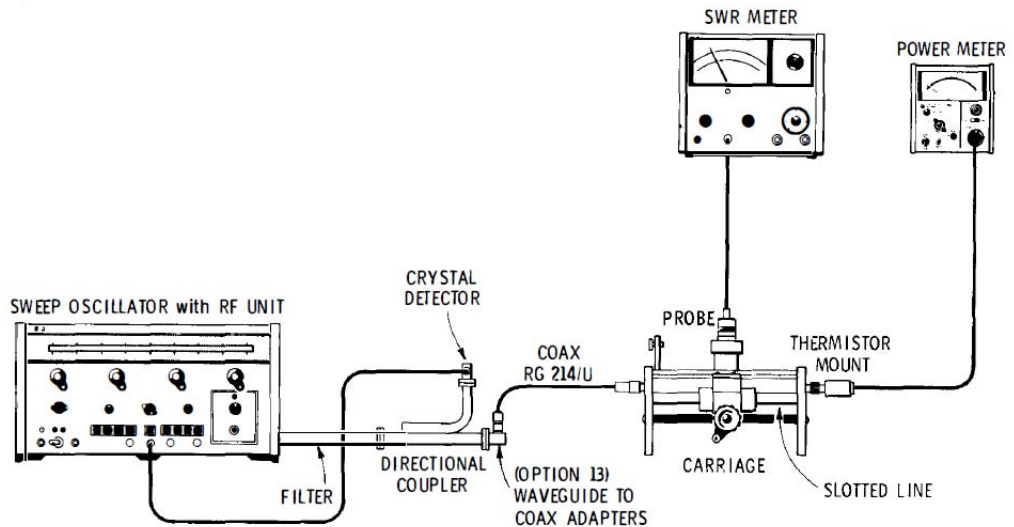 SWR METER
POWER METER
CRYSTAL
DETECTOR
SWEEP OSCILLATOR with RF UNIT
PROBE
THERMISTOR
MOUNT
COAX
RG 214/U
DIRECTIONAL
COUPLER
FILTER
(OPTION 13)
WAVEGUIDE TO
COAX ADAPTERS
CARRIAGE
SLOTTED LINE